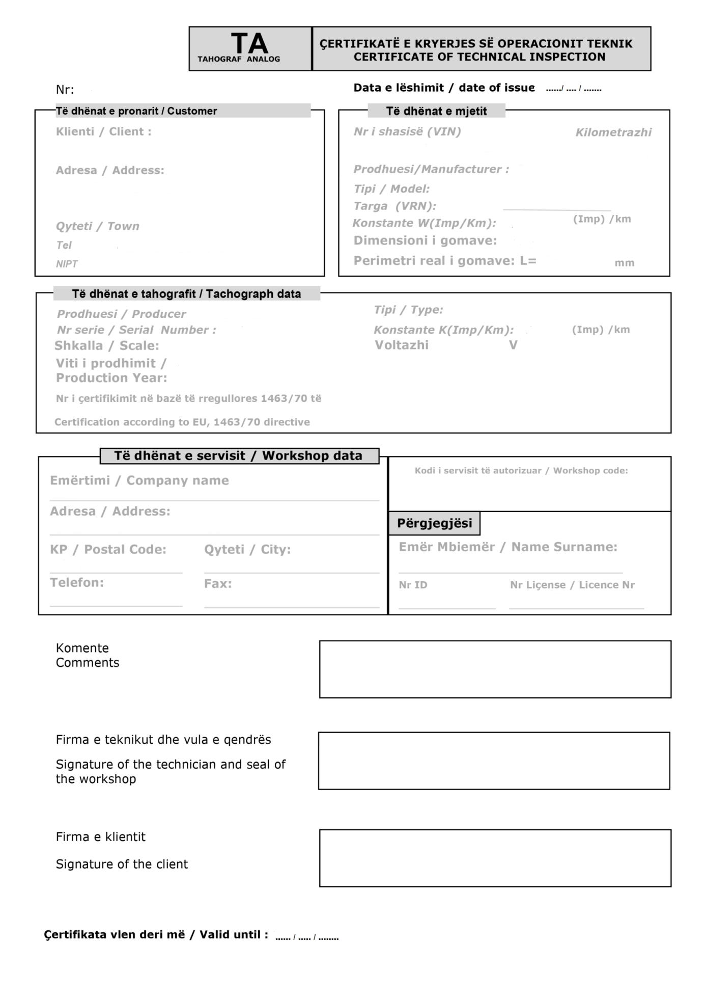 TA
TAHOGRAF ANALOG
ÇERTIFIKATË E KRYERJES SË OPERACIONIT TEKNIK
CERTIFICATE OF TECHNICAL INSPECTION
Nr:
Data e lëshimit / date of issue ....../ .... / .......
Të dhënat e pronarit / Customer
Klienti / Client :
Adresa / Address:
Qyteti / Town
Tel
NIPT
Të dhënat e mjetit
Nr i shasisë (VIN) Kilometrazhi
Prodhuesi/Manufacturer :
Tipi / Model:
Targa (VRN):
Konstante W(Imp/Km): (Imp) /km
Dimensioni i gomave:
Perimetri real i gomave: L= mm
Të dhënat e tahografit / Tachograph data
Prodhuesi / Producer
Tipi / Type:
Nr serie / Serial Number :
Konstante K(Imp/Km): (Imp) /km
Shkalla / Scale:
Voltazhi V
Viti i prodhimit /
Production Year:
Nr i çertifikimit në bazë të rregullores 1463/70 të
Certification according to EU, 1463/70 directive
Të dhënat e servisit / Workshop data
Emërtimi / Company name
Adresa / Address:
KP / Postal Code: Qyteti / City:
Telefon: Fax:
Kodi i servisit të autorizuar / Workshop code:
Përgjegjësi
Emër Mbiemër / Name Surname:
Nr ID Nr Liçense / Licence Nr
Komente
Comments
Firma e teknikut dhe vula e qendrës
Signature of the technician and seal of
the workshop
Firma e klientit
Signature of the client
Çertifikata vlen deri më / Valid until : ...... / ..... / ........